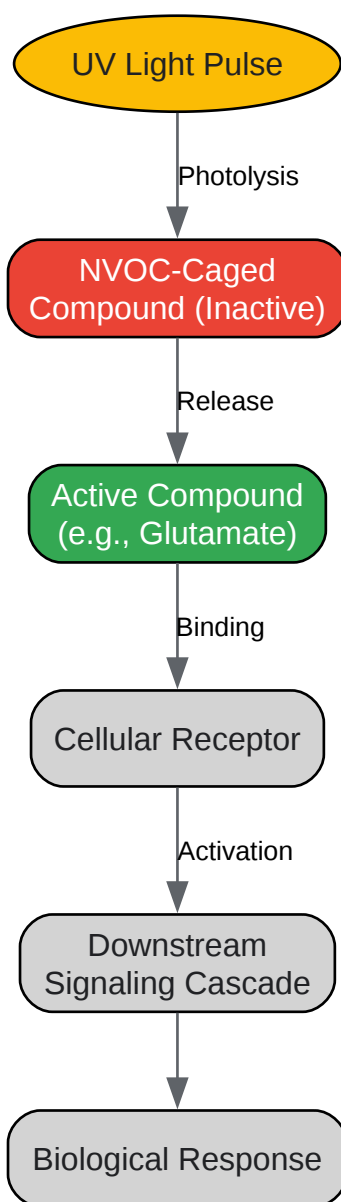 UV Light Pulse
Photolysis
NVOC-Caged
Compound (Inactive)
Release
Active Compound
(e.g., Glutamate)
Binding
Cellular Receptor
Activation
Downstream
Signaling Cascade
Biological Response